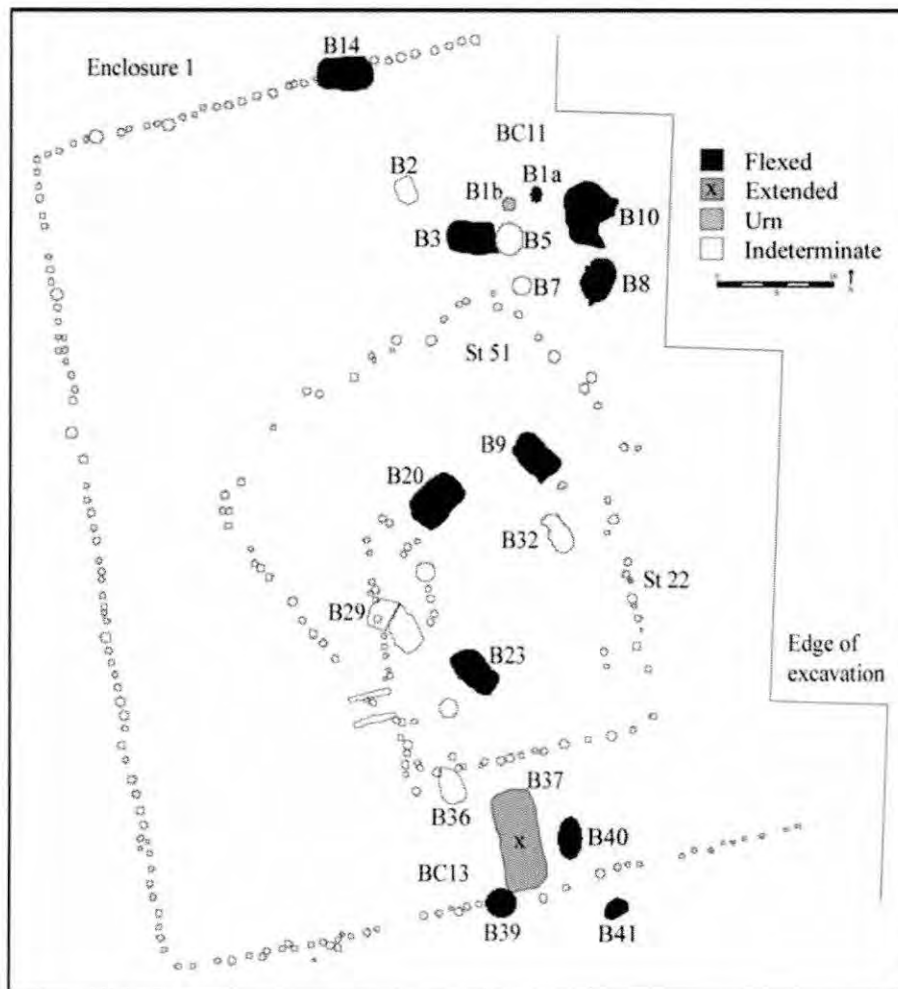 B14
Enclosure 1
BC11
B2
B1a
B1b
B10
B3
B5
B7
B8
Flexed
X
Extended
Urn
Indeterminate
St 51
B9
B20
B32
St 22
B29
B23
Edge of
excavation
B37
B36
X
B40
BC13
B39
B41